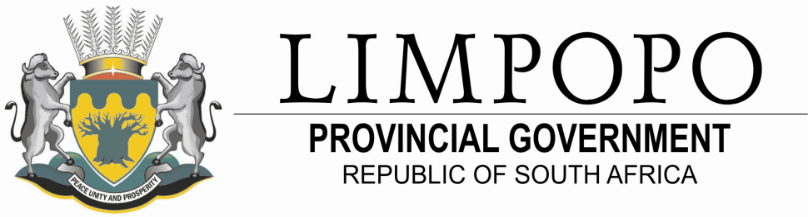 LIMPOPO
PROVINCIAL GOVERNMENT
REPUBLIC OF SOUTH AFRICA
PEACE UNITY AND PROSPERITY